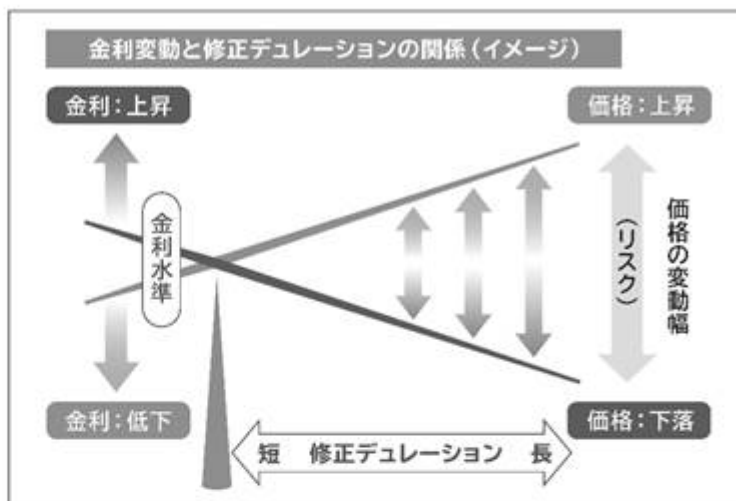 金利変動と修正デュレーションの関係(イメージ)
金利:上昇
価格:上昇
金利水準
価格の変動幅
(リスク)
金利:低下
価格:下落
短 修正デュレーション 長